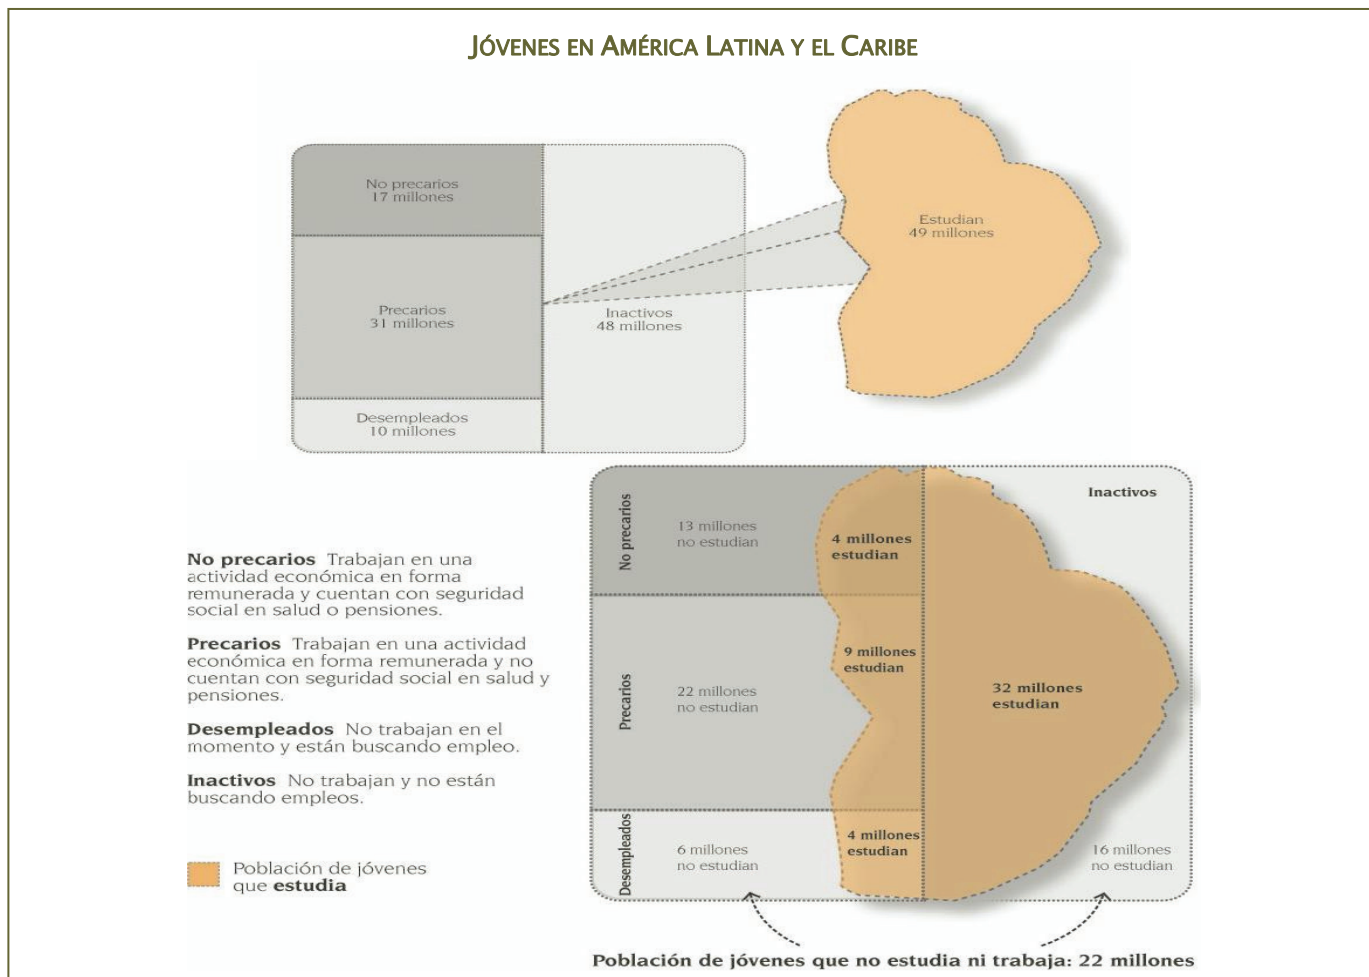 JÓVENES EN AMÉRICA LATINA Y EL CARIBE
No precarios
17 millones
Precarios
31 millones
Desempleados
10 millones
Inactivos
48 millones
Estudian
49 millones
No precarios Trabajan en una
actividad económica en forma
remunerada y cuentan con seguridad
social en salud o pensiones.
Precarios Trabajan en una actividad
económica en forma remunerada y no
cuentan con seguridad social en salud y
pensiones.
Desempleados No trabajan en el
momento y están buscando empleo.
Inactivos No trabajan y no están
buscando empleos.
Población de jóvenes
que estudia
No precarios
13 millones
no estudian
4 millones
estudian
Inactivos
Precarios
22 millones
no estudian
9 millones
estudian
32 millones
estudian
Desempleados
6 millones
no estudian
4 millones
estudian
16 millones
no estudian
Población de jóvenes que no estudia ni trabaja: 22 millones